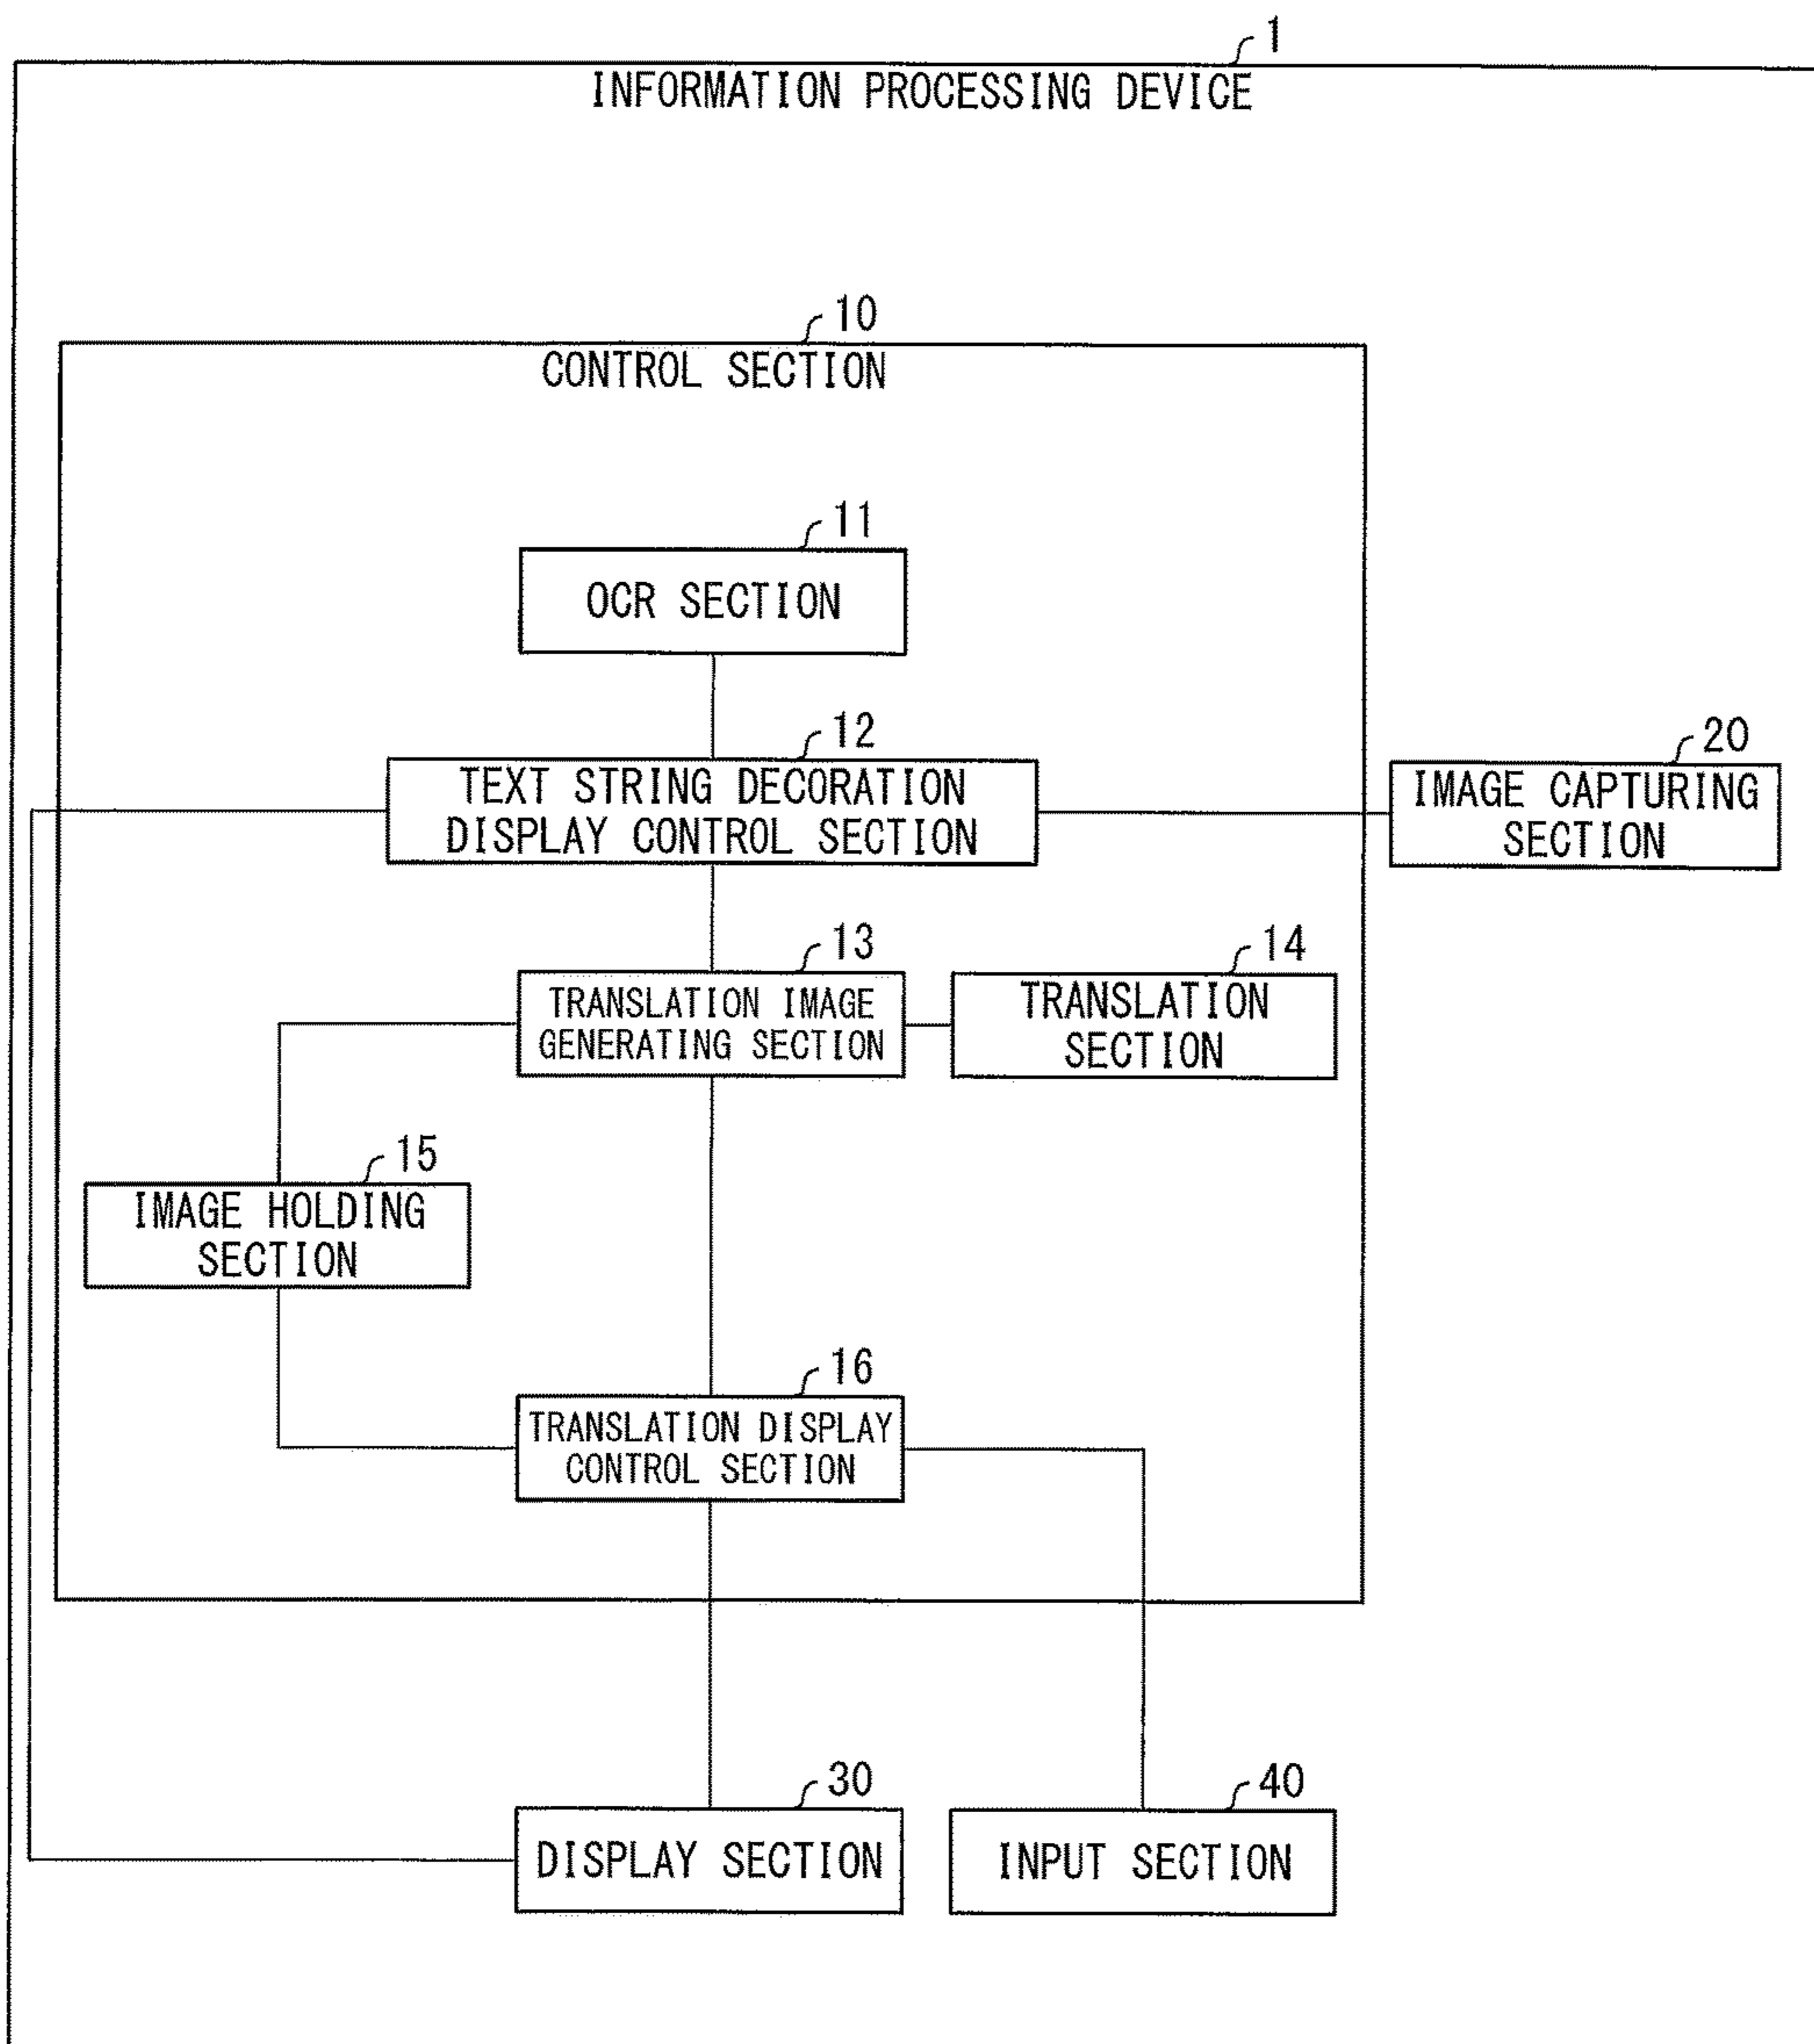 1
INFORMATION PROCESSING DEVICE
10
CONTROL SECTION
11
OCR SECTION
12
TEXT STRING DECORATION
DISPLAY CONTROL SECTION
20
IMAGE CAPTURING
SECTION
13
TRANSLATION IMAGE
GENERATING SECTION
14
TRANSLATION
SECTION
15
IMAGE HOLDING
SECTION
16
TRANSLATION DISPLAY
CONTROL SECTION
30
DISPLAY SECTION
40
INPUT SECTION